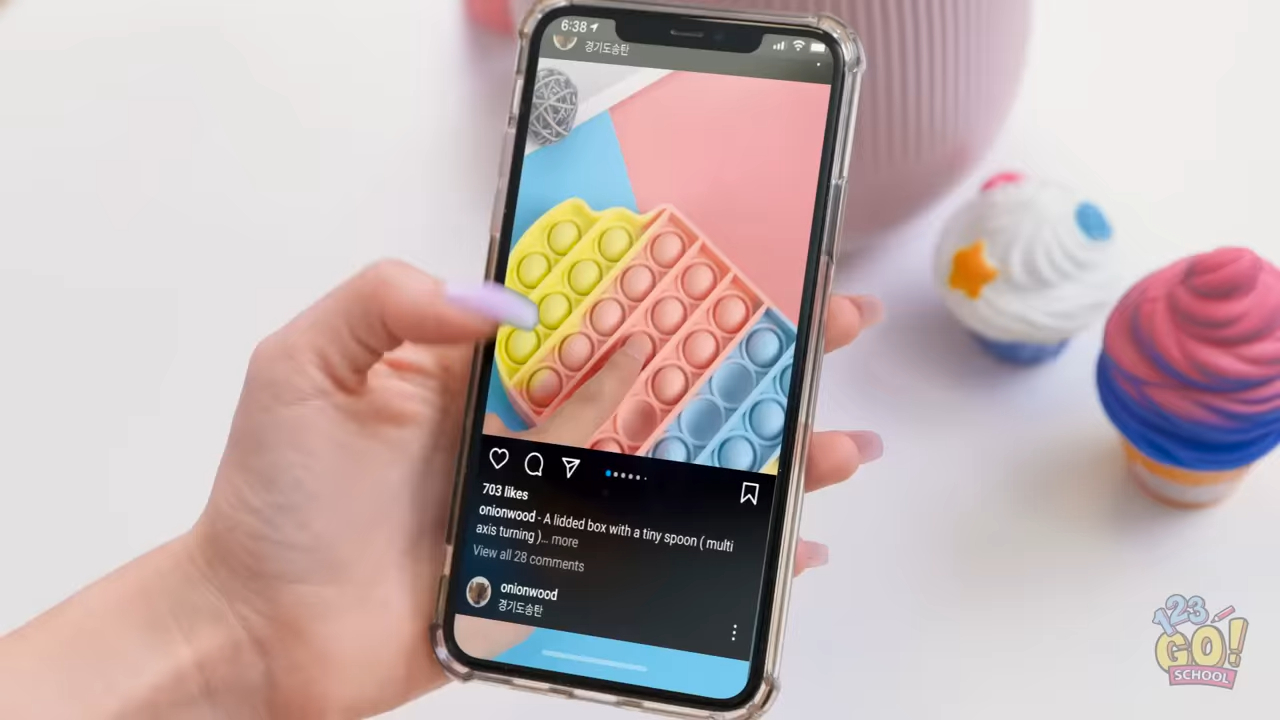 6:38
경기도송탄
703 likes
onionwood - A lidded box with a tiny spoon ( multi
axis turning )... more
View all 28 comments
onionwood
경기도송탄
123
GO!
SCHOOL